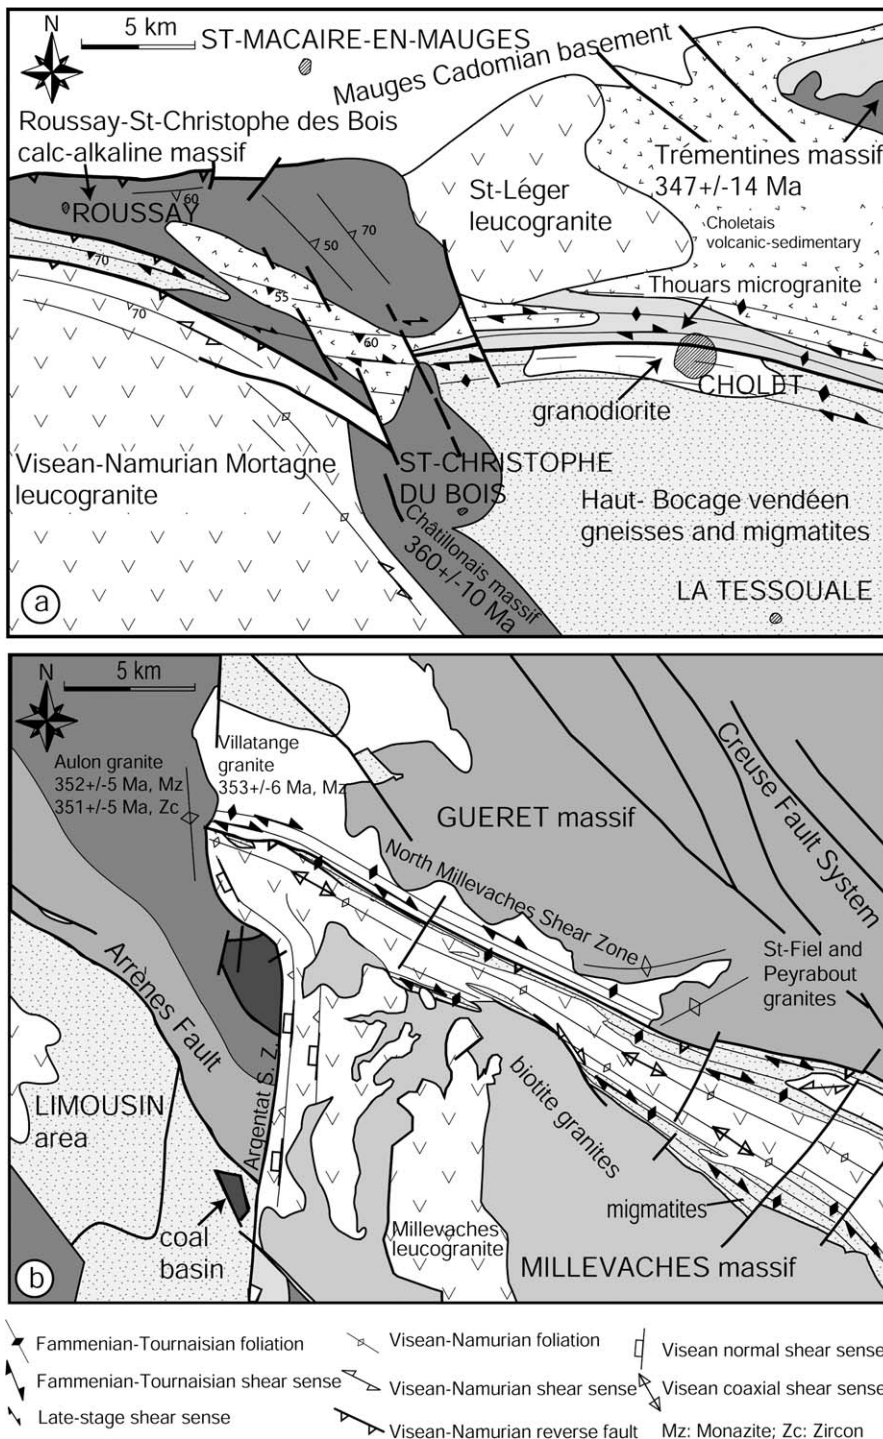 N
5 km
ST-MACAIRE-EN-MAUGES
Mauges Cadomian basement
Roussay-St-Christophe des Bois
calc-alkaline massif
Trémentines massif
347+/-14 Ma
St-Léger
leucogranite
60
ROUSSAY
70
50
Choletais
volcanic-sedimentary
70
55
Thouars microgranite
70
60
CHOLET
granodiorite
Visean-Namurian Mortagne
leucogranite
ST-CHRISTOPHE
DU BOIS
Haut- Bocage vendéen
gneisses and migmatites
Châtillonais massif
360+/-10 Ma
LA TESSOUALE
a
N
5 km
Aulon granite
352+/-5 Ma, Mz
351+/-5 Ma, Zc
Villatange
granite
353+/-6 Ma, Mz
GUERET massif
Creuse Fault System
North Millevaches Shear Zone
St-Fiel and
Peyrabout
granites
Arrènes Fault
Argentat S. Z.
LIMOUSIN
area
biotite granites
coal
basin
migmatites
Millevaches
leucogranite
MILLEVACHES massif
b
Fammenian-Tournaisian foliation
Visean-Namurian foliation
Visean normal shear sense
Fammenian-Tournaisian shear sense
Visean-Namurian shear sense
Visean coaxial shear sense
Late-stage shear sense
Visean-Namurian reverse fault
Mz: Monazite; Zc: Zircon